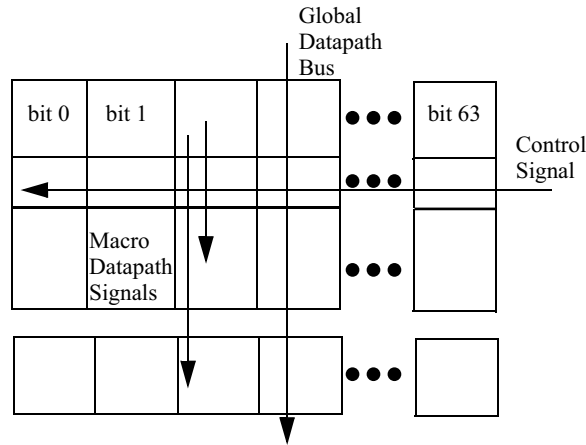 Global
Datapath
Bus
bit 0
bit 1
bit 63
Control
Signal
Macro
Datapath
Signals